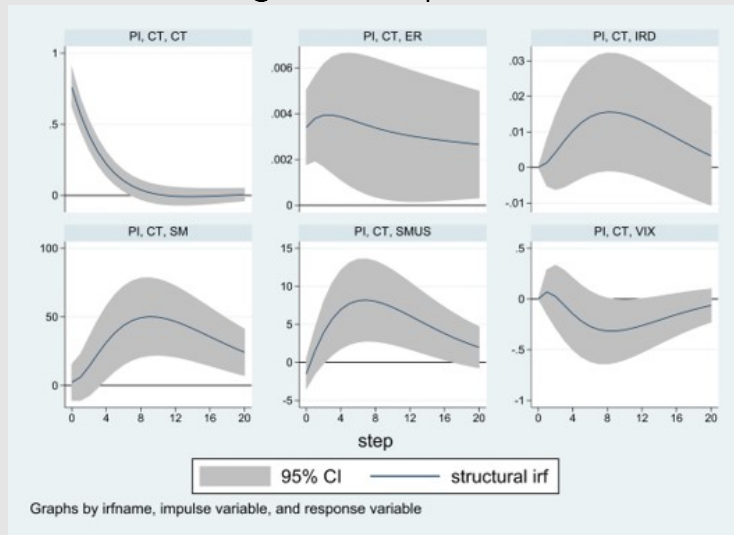 PI, CT, CT
PI, CT, ER
PI, CT, IRD
1
.5
0
.006
.004
.002
0
.03
.02
.01
0
-.01
PI, CT, SM
PI, CT, SMUS
PI, CT, VIX
100
50
0
15
10
5
0
-5
.5
0
-.5
-1
0 4 8 12 16 20
0 4 8 12 16 20
0 4 8 12 16 20
step
95% CI structural irf
Graphs by irfname, impulse variable, and response variable